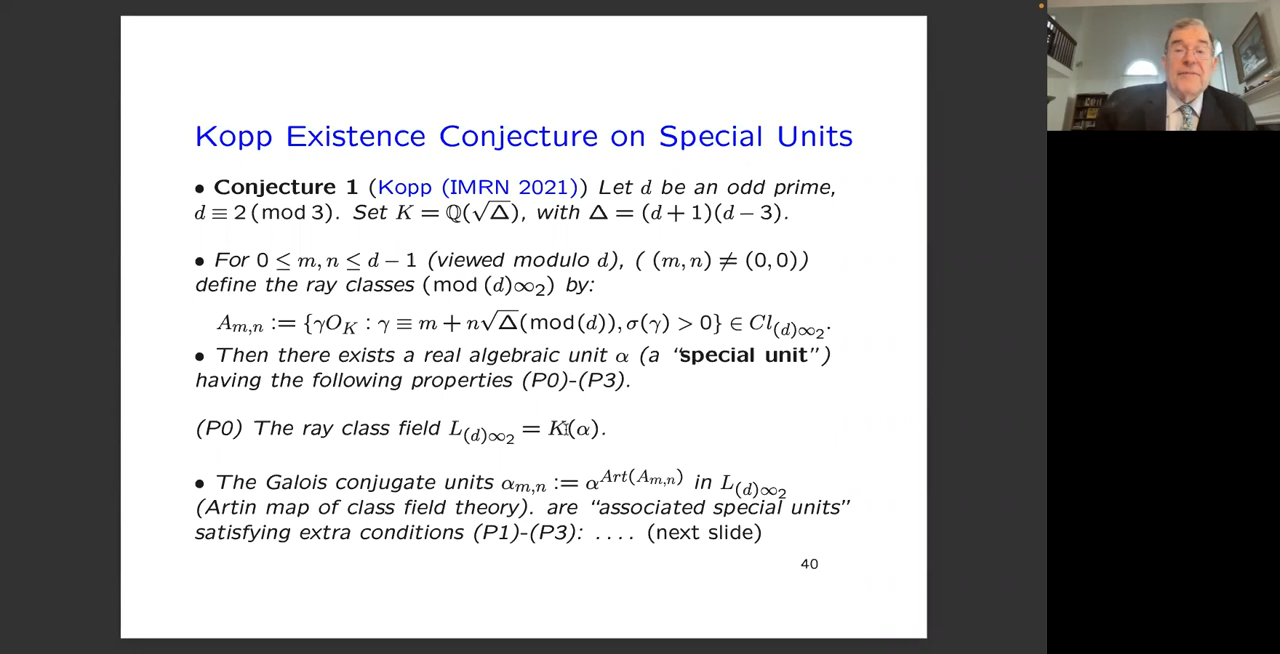 Kopp Existence Conjecture on Special Units
• Conjecture 1 (Kopp (IMRN 2021)) Let d be an odd prime,
d ≡ 2 (mod 3). Set K = ℚ(√Δ), with Δ = (d + 1)(d − 3).
• For 0 ≤ m, n ≤ d − 1 (viewed modulo d), ( (m, n) ≠ (0, 0))
define the ray classes (mod (d)∞₂) by:
A_{m,n} := {γO_K : γ ≡ m + n√Δ(mod(d)), σ(γ) > 0} ∈ Cl_{(d)∞₂}.
• Then there exists a real algebraic unit α (a “special unit”)
having the following properties (P0)-(P3).
(P0) The ray class field L_{(d)∞₂} = K(α).
• The Galois conjugate units α_{m,n} := α^{Art(A_{m,n})} in L_{(d)∞₂}
(Artin map of class field theory). are “associated special units”
satisfying extra conditions (P1)-(P3): .... (next slide)
40